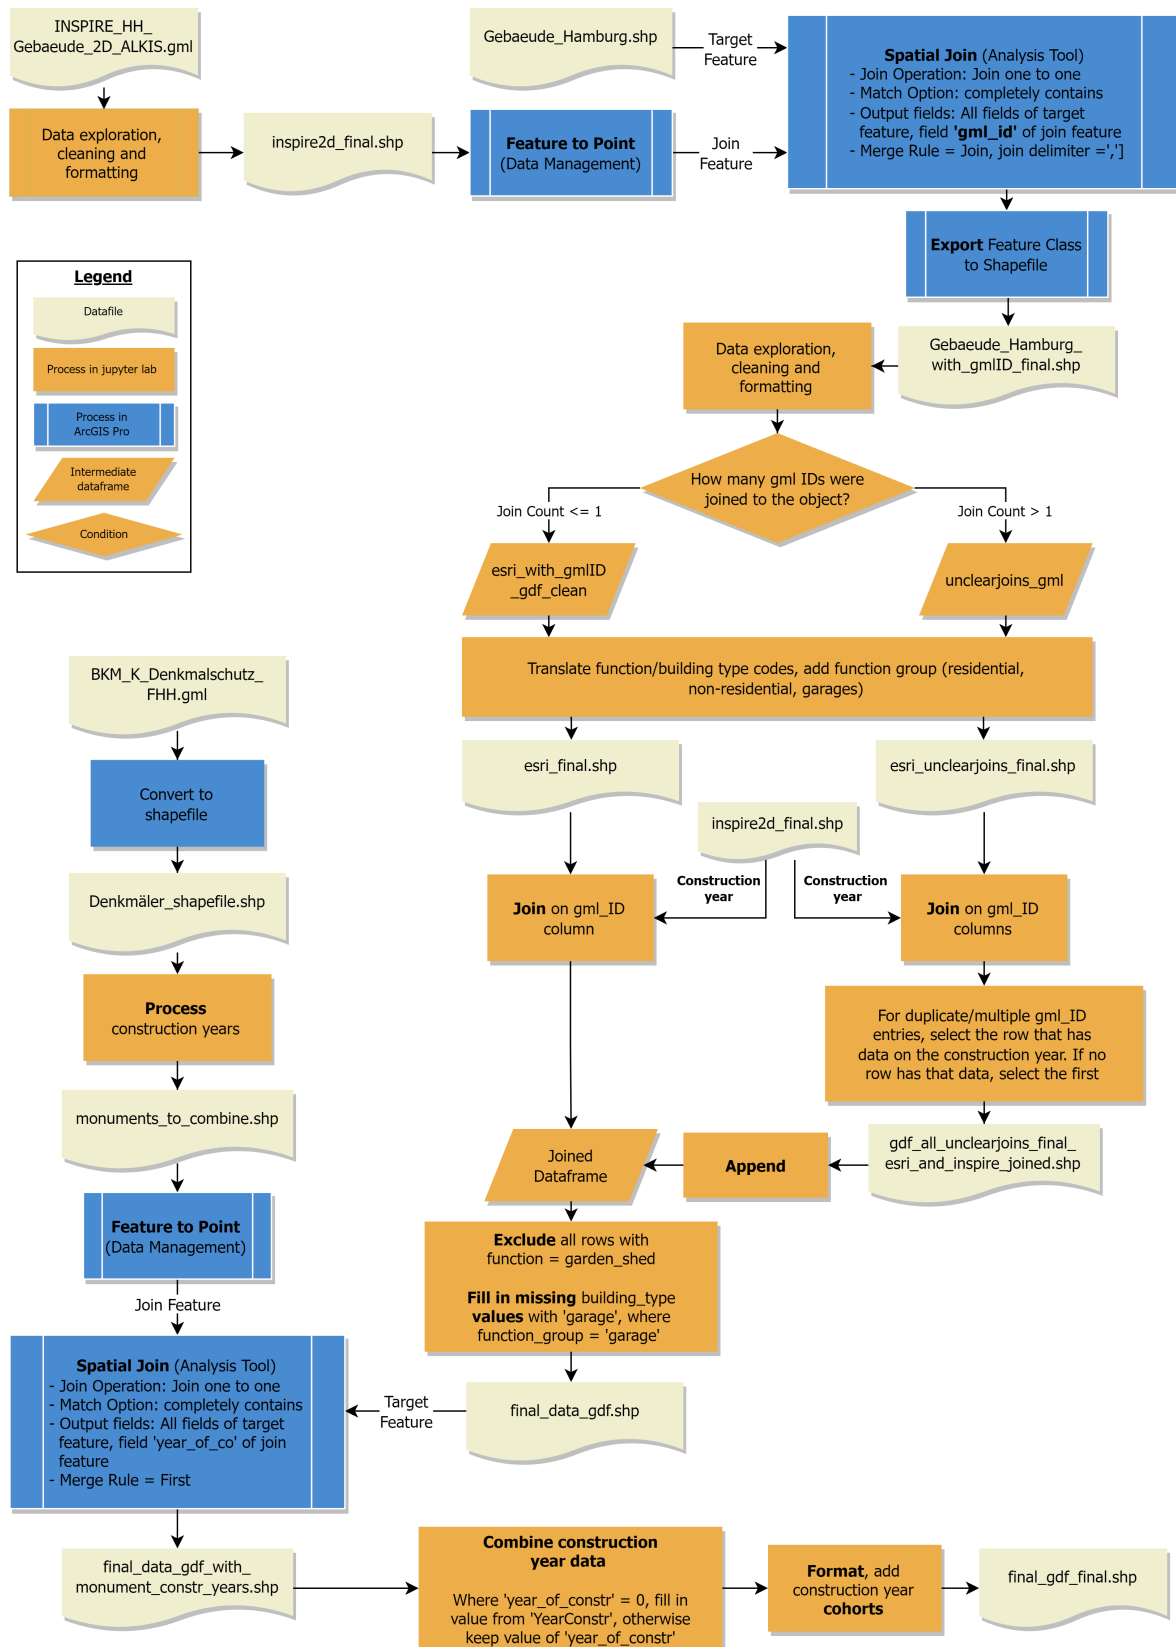 INSPIRE_HH_
Gebaeude_2D_ALKIS.gml
Gebaeude_Hamburg.shp
Target
Feature
Spatial Join (Analysis Tool)
- Join Operation: Join one to one
- Match Option: completely contains
- Output fields: All fields of target
feature, field 'gml_id' of join feature
- Merge Rule = Join, join delimiter =',']
Data exploration,
cleaning and
formatting
inspire2d_final.shp
Feature to Point
(Data Management)
Join
Feature
Export Feature Class
to Shapefile
Legend
Datafile
Process in jupyter lab
Process in
ArcGIS Pro
Intermediate
dataframe
Condition
Gebaeude_Hamburg_
with_gmlID_final.shp
Data exploration,
cleaning and
formatting
How many gml IDs were
joined to the object?
Join Count <= 1
Join Count > 1
esri_with_gmlID
_gdf_clean
unclearjoins_gml
Translate function/building type codes, add function group (residential,
non-residential, garages)
esri_final.shp
esri_unclearjoins_final.shp
inspire2d_final.shp
Construction
year
Construction
year
Join on gml_ID
column
Join on gml_ID
columns
For duplicate/multiple gml_ID
entries, select the row that has
data on the construction year. If no
row has that data, select the first
gdf_all_unclearjoins_final_
esri_and_inspire_joined.shp
Append
Joined
Dataframe
Exclude all rows with
function = garden_shed
Fill in missing building_type
values with 'garage', where
function_group = 'garage'
final_data_gdf.shp
Target
Feature
BKM_K_Denkmalschutz_
FHH.gml
Convert to
shapefile
Denkmäler_shapefile.shp
Process
construction years
monuments_to_combine.shp
Feature to Point
(Data Management)
Join Feature
Spatial Join (Analysis Tool)
- Join Operation: Join one to one
- Match Option: completely contains
- Output fields: All fields of target
feature, field 'year_of_co' of join
feature
- Merge Rule = First
final_data_gdf_with_
monument_constr_years.shp
Combine construction
year data
Where 'year_of_constr' = 0, fill in
value from 'YearConstr', otherwise
keep value of 'year_of_constr'
Format, add
construction year
cohorts
final_gdf_final.shp